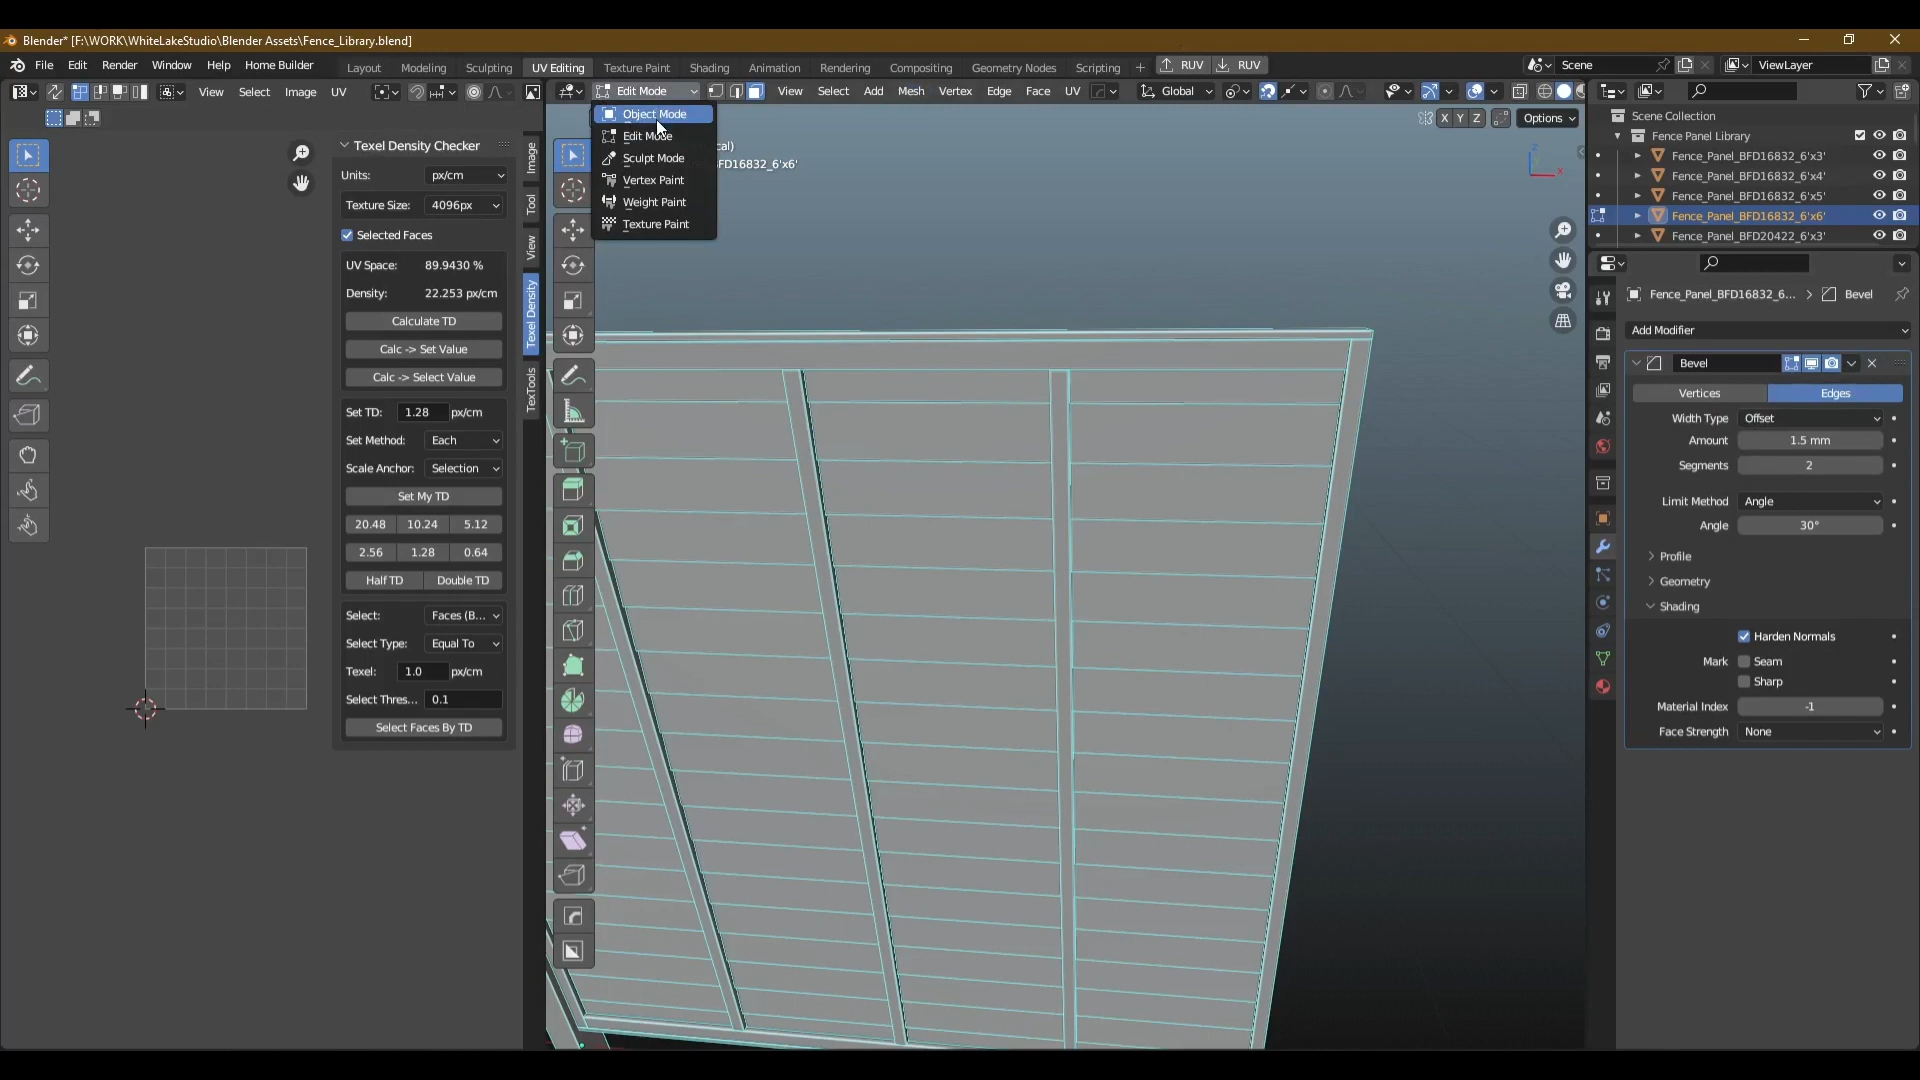 Blender* [F:\WORK\WhiteLakeStudio\Blender Assets\Fence_Library.blend]
File Edit Render Window Help Home Builder
Layout Modeling Sculpting UV Editing Texture Paint Shading Animation Rendering Compositing Geometry Nodes Scripting + RUV RUV
Scene ViewLayer
View Select Image UV
Edit Mode View Select Add Mesh Vertex Edge Face UV Global
X Y Z Options
Object Mode
Edit Mode
Sculpt Mode
Vertex Paint
Weight Paint
Texture Paint
cal)
FD16832_6'x6'
Z
X
Texel Density Checker
Units: px/cm
Texture Size: 4096px
Selected Faces
UV Space: 89.9430 %
Density: 22.253 px/cm
Calculate TD
Calc -> Set Value
Calc -> Select Value
Set TD: 1.28 px/cm
Set Method: Each
Scale Anchor: Selection
Set My TD
20.48 10.24 5.12
2.56 1.28 0.64
Half TD Double TD
Select: Faces (B...
Select Type: Equal To
Texel: 1.0 px/cm
Select Thres... 0.1
Select Faces By TD
Image
Tool
View
Texel Density
TexTools
Scene Collection
Fence Panel Library
Fence_Panel_BFD16832_6'x3'
Fence_Panel_BFD16832_6'x4'
Fence_Panel_BFD16832_6'x5'
Fence_Panel_BFD16832_6'x6'
Fence_Panel_BFD20422_6'x3'
Fence_Panel_BFD16832_6... > Bevel
Add Modifier
Bevel
Vertices Edges
Width Type Offset
Amount 1.5 mm
Segments 2
Limit Method Angle
Angle 30°
Profile
Geometry
Shading
Harden Normals
Mark Seam
Sharp
Material Index -1
Face Strength None